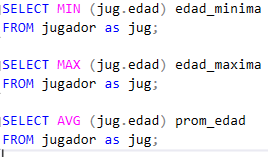 SELECT MIN (jug.edad) edad_minima
FROM jugador as jug;
SELECT MAX (jug.edad) edad_maxima
FROM jugador as jug;
SELECT AVG (jug.edad) prom_edad
FROM jugador as jug;